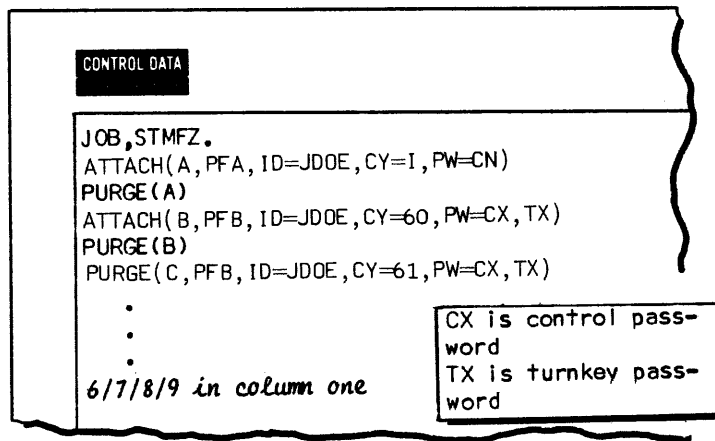 CONTROL DATA
JOB,STMFZ.
ATTACH(A,PFA,ID=JDOE,CY=I,PW=CN)
PURGE(A)
ATTACH(B,PFB,ID=JDOE,CY=60,PW=CX,TX)
PURGE(B)
PURGE(C,PFB,ID=JDOE,CY=61,PW=CX,TX)
.
.
.
6/7/8/9 in column one
CX is control pass-
word
TX is turnkey pass-
word